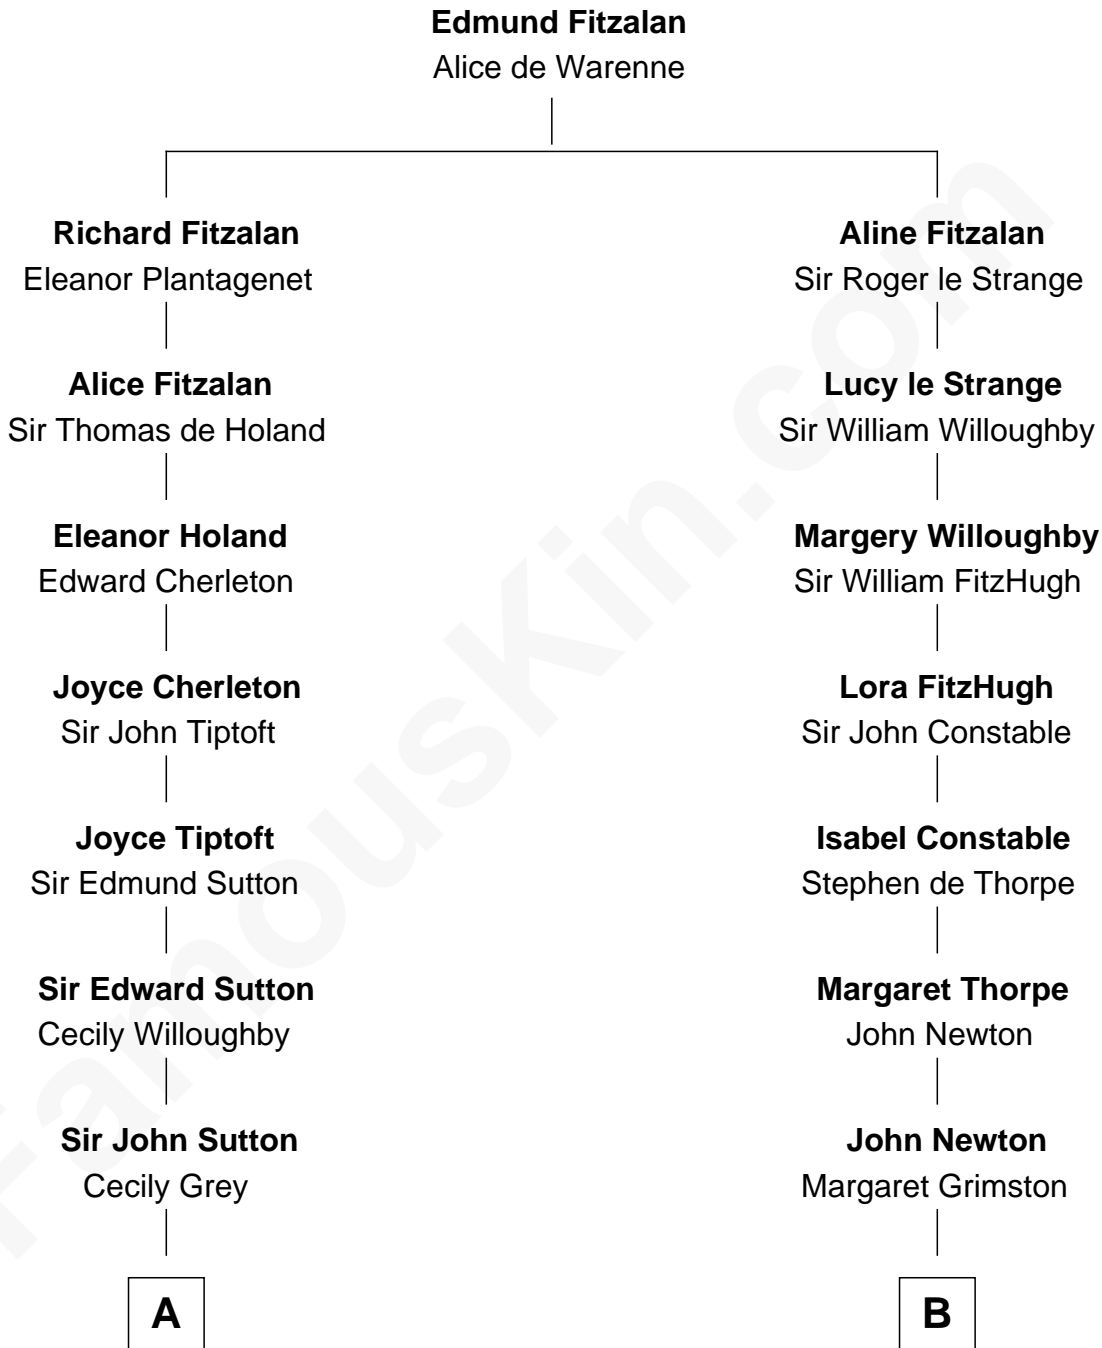 Edmund Fitzalan
Alice de Warenne
Richard Fitzalan
Eleanor Plantagenet
Alice Fitzalan
Sir Thomas de Holand
Eleanor Holand
Edward Cherleton
Joyce Cherleton
Sir John Tiptoft
Joyce Tiptoft
Sir Edmund Sutton
Sir Edward Sutton
Cecily Willoughby
Sir John Sutton
Cecily Grey
A
Aline Fitzalan
Sir Roger le Strange
Lucy le Strange
Sir William Willoughby
Margery Willoughby
Sir William FitzHugh
Lora FitzHugh
Sir John Constable
Isabel Constable
Stephen de Thorpe
Margaret Thorpe
John Newton
John Newton
Margaret Grimston
B
FamousKin.com